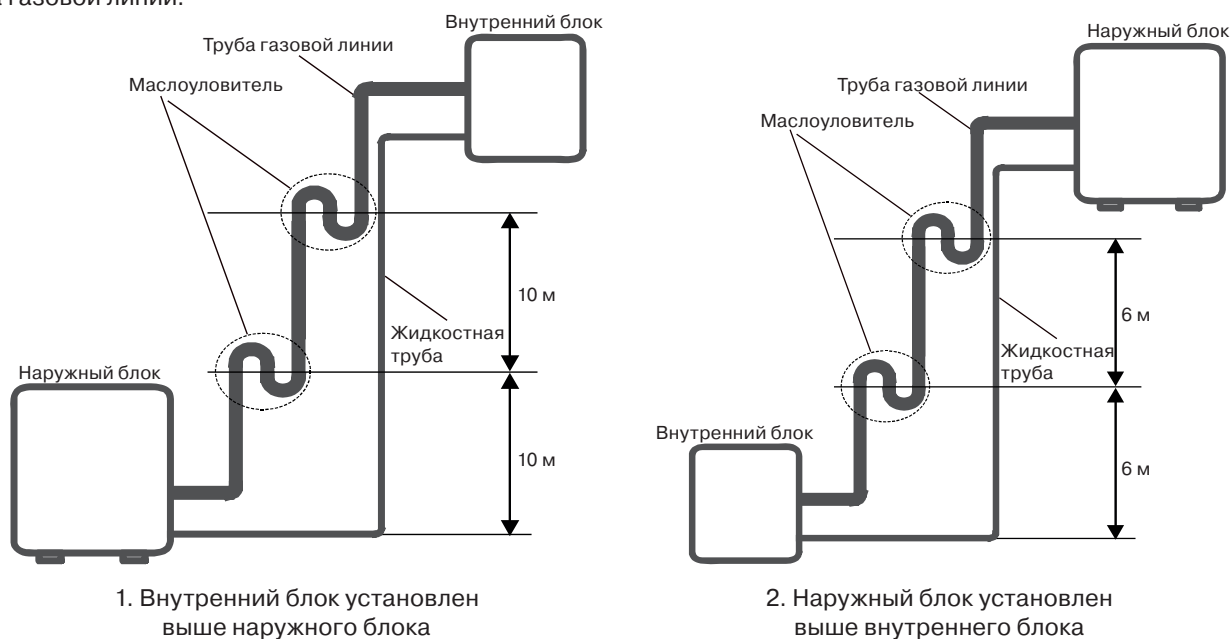 газовой линии.
Внутренний блок
Труба газовой линии
Маслоуловитель
10 м
Жидкостная
труба
Наружный блок
10 м
1. Внутренний блок установлен
выше наружного блока
Наружный блок
Труба газовой линии
Маслоуловитель
6 м
Жидкостная
труба
Внутренний блок
6 м
2. Наружный блок установлен
выше внутреннего блока